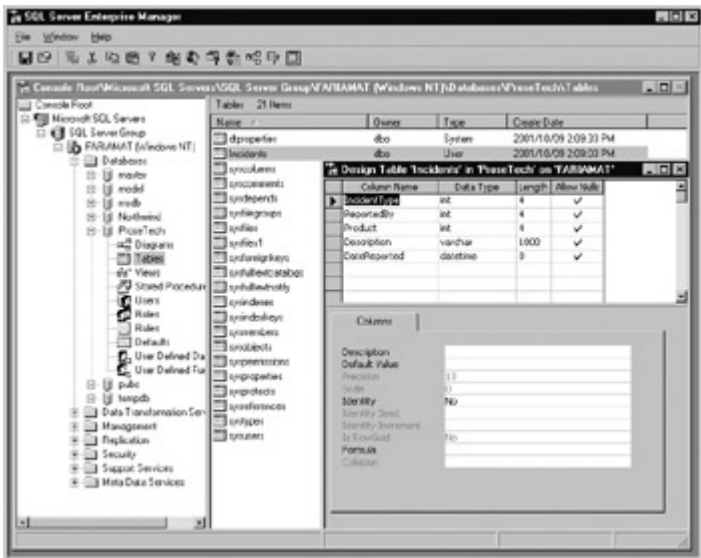 SQL Server Enterprise Manager
File Window Help
Console Root\Microsoft SQL Servers\SQL Server Group\FARIAMAT (Windows NT)\Databases\ProseTech\Tables
Console Root
Microsoft SQL Servers
SQL Server Group
FARIAMAT (Windows NT)
Databases
master
model
msdb
Northwind
ProseTech
Diagrams
Tables
Views
Stored Procedure
Users
Roles
Rules
Defaults
User Defined Da
User Defined Fun
pubs
tempdb
Data Transformation Serv
Management
Replication
Security
Support Services
Meta Data Services
Tables 21 Items
Name Owner Type Create Date
dtproperties dbo System 2001/10/09 2:09:33 PM
Incidents dbo User 2001/10/09 2:09:03 PM
syscolumns
syscomments
sysdepends
sysfilegroups
sysfiles
sysfiles1
sysforeignkeys
sysfulltextcatalogs
sysfulltextnotify
sysindexes
sysindexkeys
sysmembers
sysobjects
syspermissions
sysproperties
sysprotects
sysreferences
systypes
sysusers
Design Table 'Incidents' in 'ProseTech' on 'FARIAMAT'
Column Name Data Type Length Allow Nulls
IncidentType int 4
ReportedBy int 4
Product int 4
Description varchar 1000
DateReported datetime 8
Columns
Description
Default Value
Precision 10
Scale 0
Identity No
Identity Seed
Identity Increment
Is RowGuid No
Formula
Collation